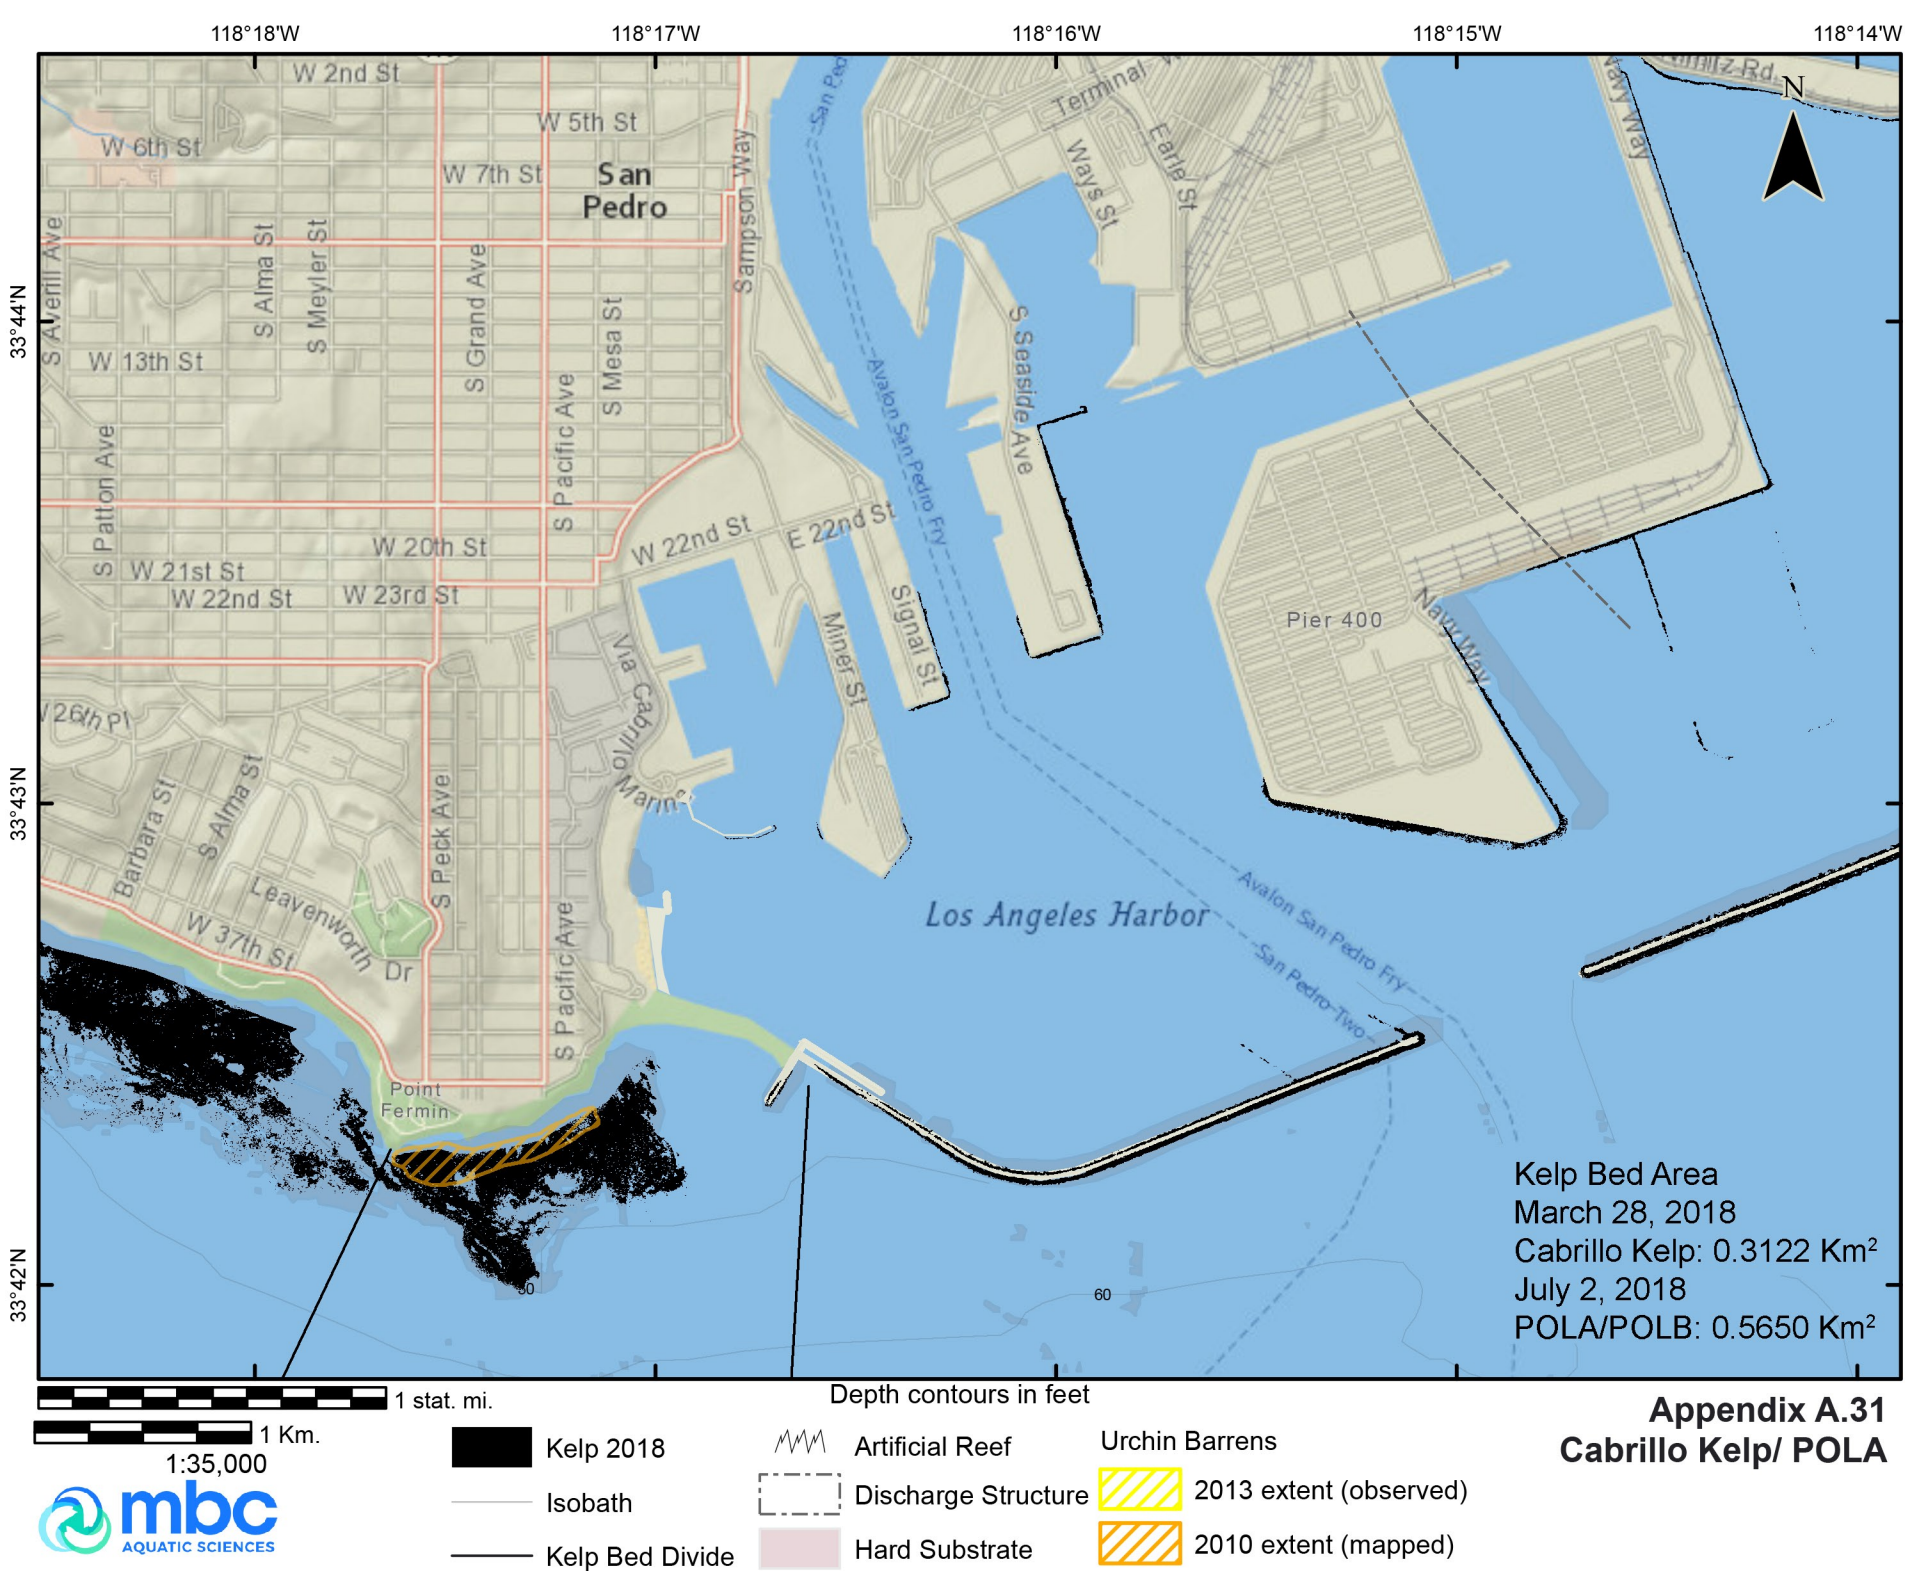 118°18'W
118°17'W
118°16'W
118°15'W
118°14'W
W 2nd St
San Ped
Terminal W
Navy Way
Nimitz Rd.
N
W 5th St
W 6th St
W 7th St
San
Pedro
Sampson Way
Ways St
Earle St
S Averill Ave
S Alma St
S Meyler St
S Grand Ave
S Mesa St
33°44'N
W 13th St
S Pacific Ave
Avalon San Pedro Fry
S Seaside Ave
S Patton Ave
W 20th St
W 22nd St
E 22nd St
W 21st St
W 22nd St
W 23rd St
Signal St
Miner St
Via Cabrillo Marina
Pier 400
Navy Way
26th Pl
33°43'N
Barbara St
S Alma St
S Peck Ave
Leavenworth
Dr
W 37th St
S Pacific Ave
Los Angeles Harbor
Avalon San Pedro Fry
San Pedro-Two
Point
Fermin
33°42'N
60
Kelp Bed Area
March 28, 2018
Cabrillo Kelp: 0.3122 Km²
July 2, 2018
POLA/POLB: 0.5650 Km²
1 stat. mi.
1 Km.
1:35,000
mbc
AQUATIC SCIENCES
Depth contours in feet
Kelp 2018
Isobath
Kelp Bed Divide
Artificial Reef
Discharge Structure
Hard Substrate
Urchin Barrens
2013 extent (observed)
2010 extent (mapped)
Appendix A.31
Cabrillo Kelp/ POLA